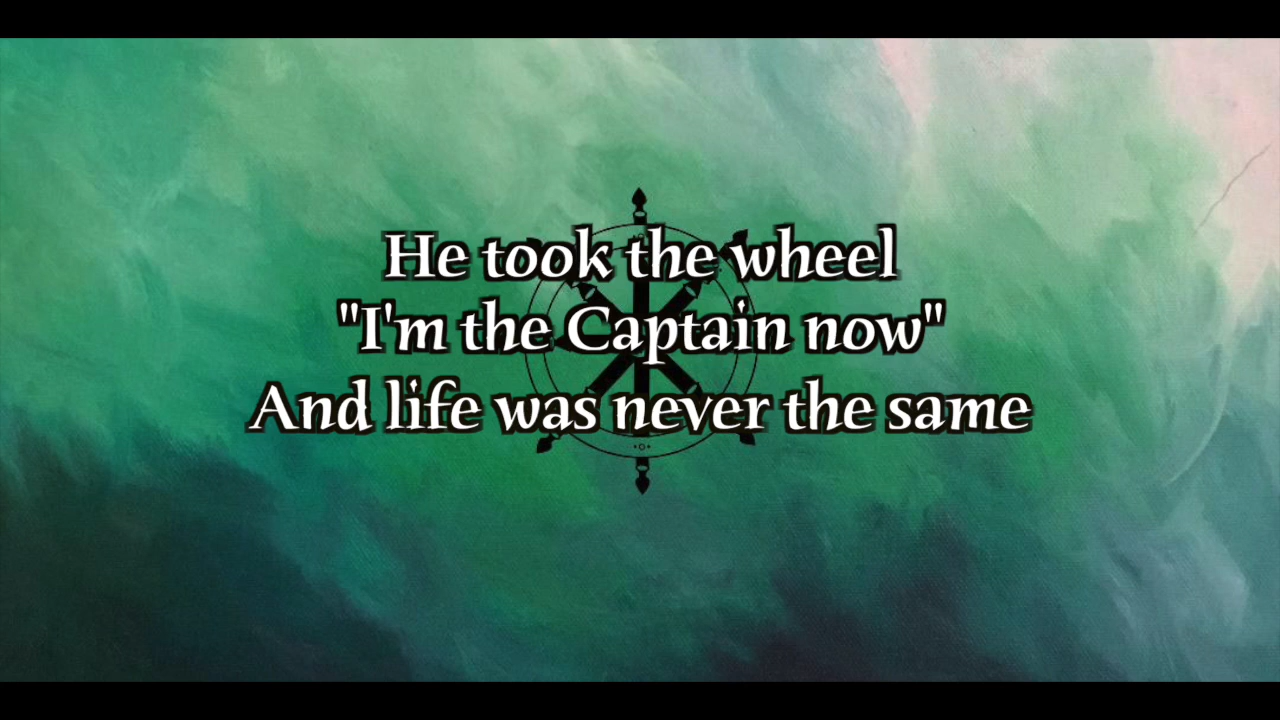 He took the wheel
"I'm the Captain now"
And life was never the same